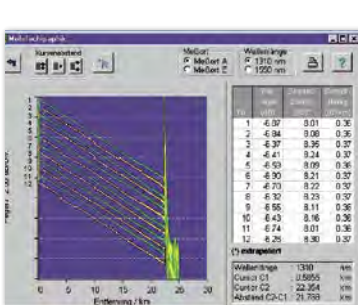 Mehrfachgraphik
Kurvenabstand
Meßort
Meßort A
Meßort E
Wellenlänge
1310 nm
1550 nm
?
1
2
3
4
5
6
7
8
9
10
11
12
0 5 10 15 20 25 30
Entfernung / km
Nr
1 -6.87 8.01 0.36
2 -6.84 8.08 0.36
3 -6.37 8.35 0.37
4 -6.41 8.24 0.37
5 -6.59 8.09 0.36
6 -6.90 8.21 0.37
7 -6.70 8.22 0.37
8 -6.32 8.23 0.37
9 -6.55 8.11 0.36
10 -6.43 8.16 0.36
11 -6.74 8.01 0.36
12 -6.26 8.30 0.37
(*) extrapoliert
Wellenlänge : 1310 nm
Cursor C1 : 0.5855 km
Cursor C2 : 22.354 km
Abstand C2-C1 : 21.769 km